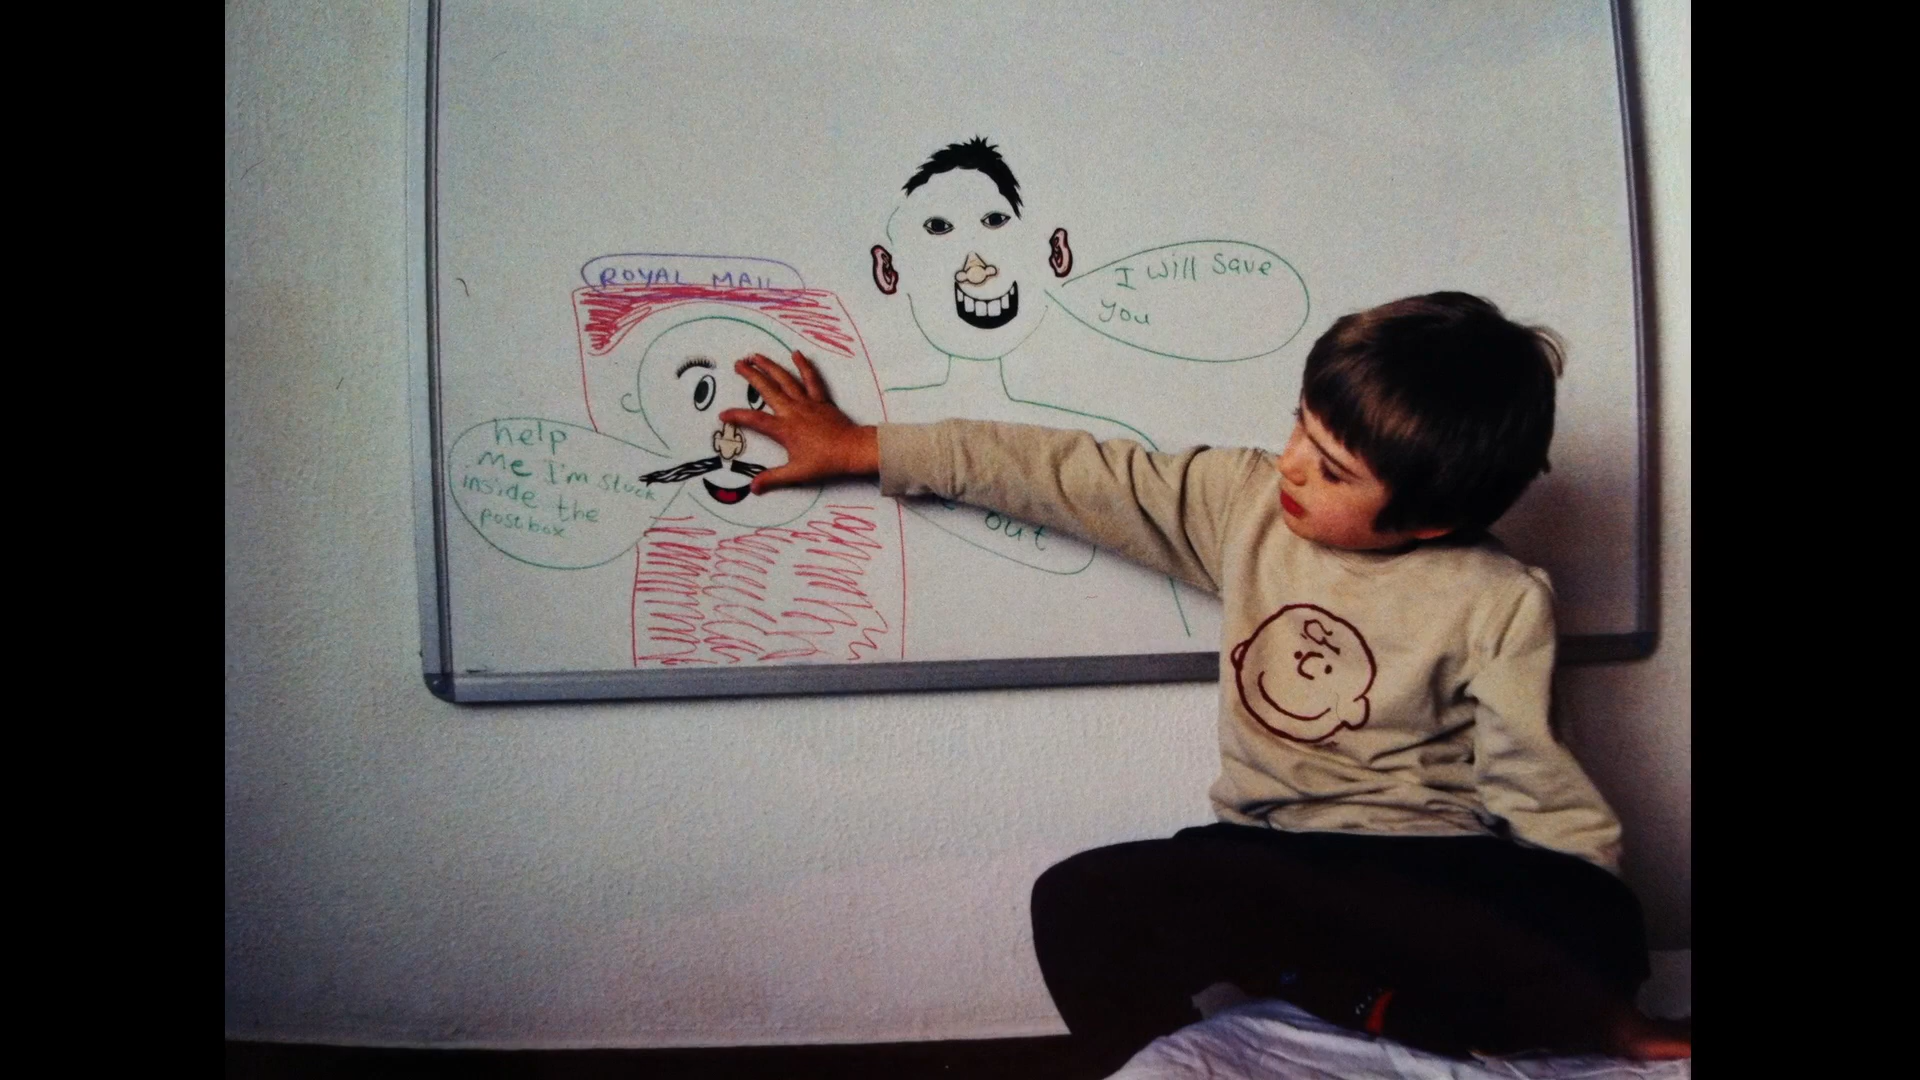 ROYAL MAIL
I will save
you
help
me I'm stuck
inside the
postbox
out